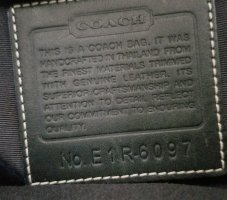 COACH
THIS IS A COACH BAG. IT WAS
HANDCRAFTED IN THAILAND FROM
THE FINEST MATERIALS TRIMMED
WITH GENUINE LEATHER. ITS
SUPERIOR CRAFTSMANSHIP AND
ATTENTION TO DETAIL REFLECT
OUR COMMITMENT TO ENDURING
QUALITY.
No. E1R-6097